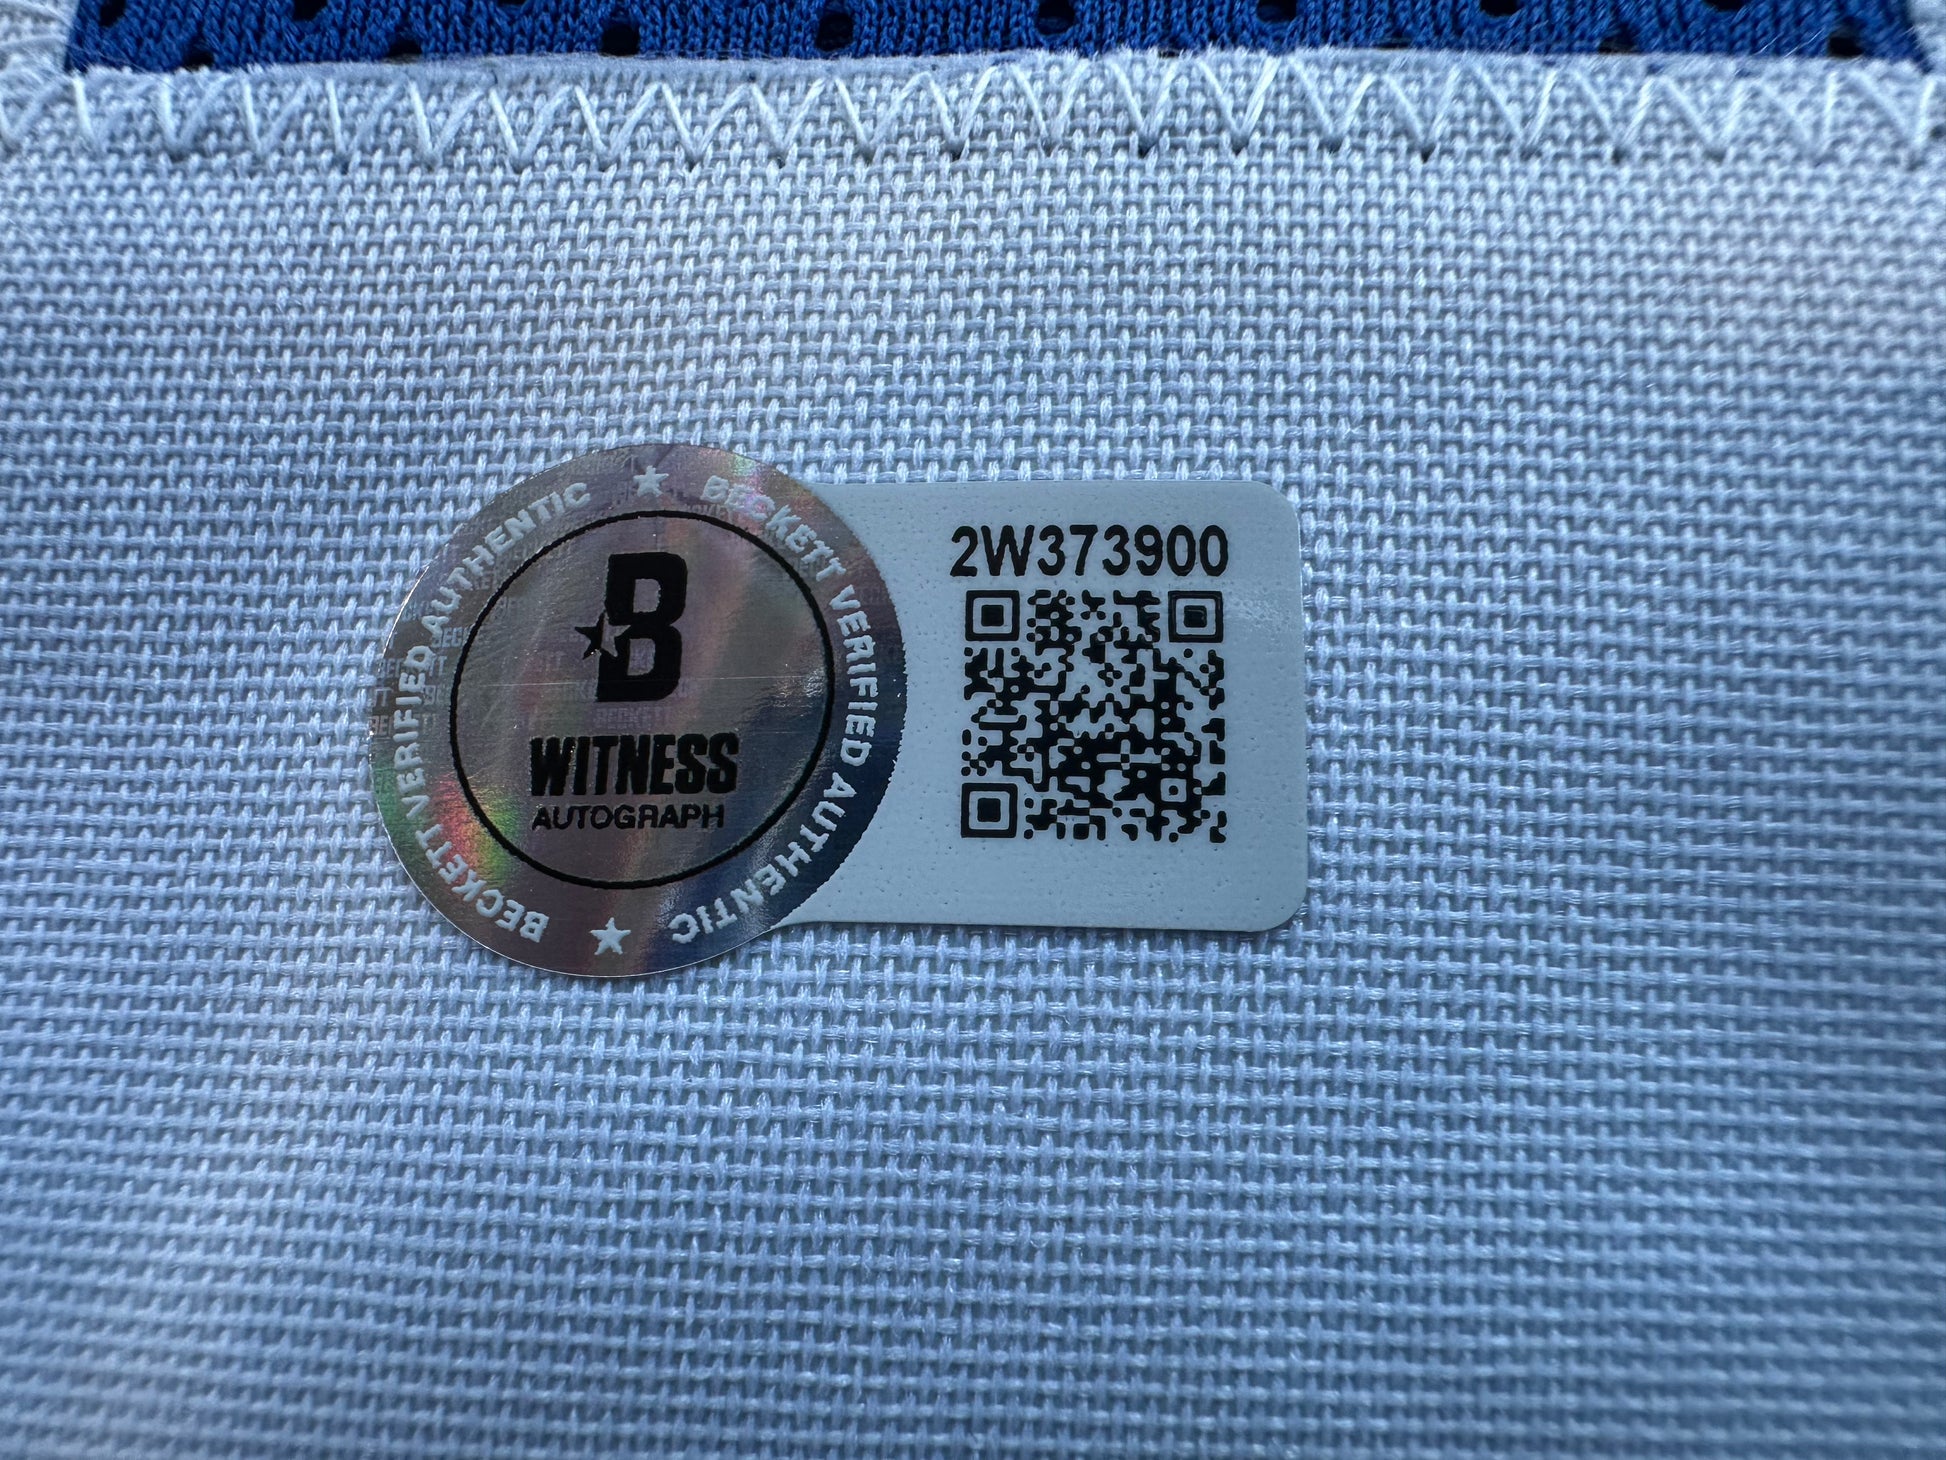 ★ BECKETT VERIFIED AUTHENTIC ★ BECKETT VERIFIED AUTHENTIC
B
WITNESS
AUTOGRAPH
2W373900